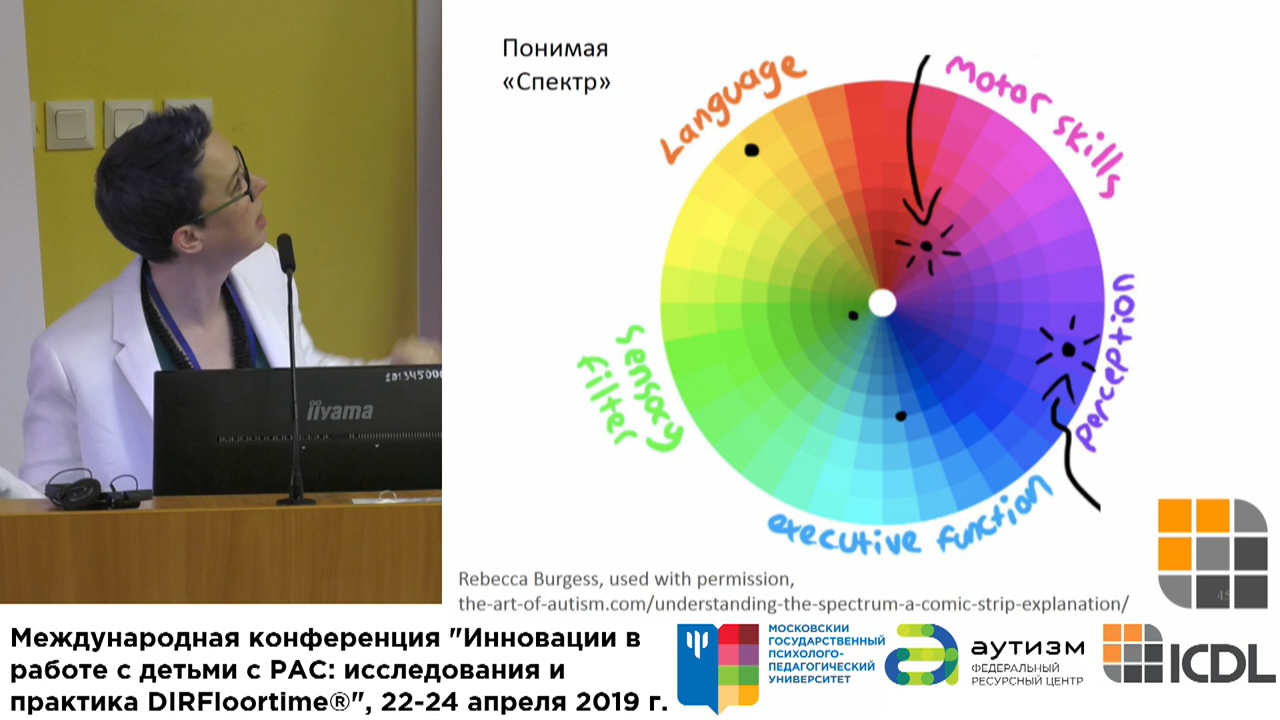 Понимая
«Спектр»
Language
Motor skills
perception
executive function
sensory
filter
iiyama
Rebecca Burgess, used with permission,
the-art-of-autism.com/understanding-the-spectrum-a-comic-strip-explanation/
45
Международная конференция "Инновации в
работе с детьми с РАС: исследования и
практика DIRFloortime®", 22-24 апреля 2019 г.
МОСКОВСКИЙ
ГОСУДАРСТВЕННЫЙ
ПСИХОЛОГО-
ПЕДАГОГИЧЕСКИЙ
УНИВЕРСИТЕТ
аутизм
ФЕДЕРАЛЬНЫЙ
РЕСУРСНЫЙ ЦЕНТР
ICDL